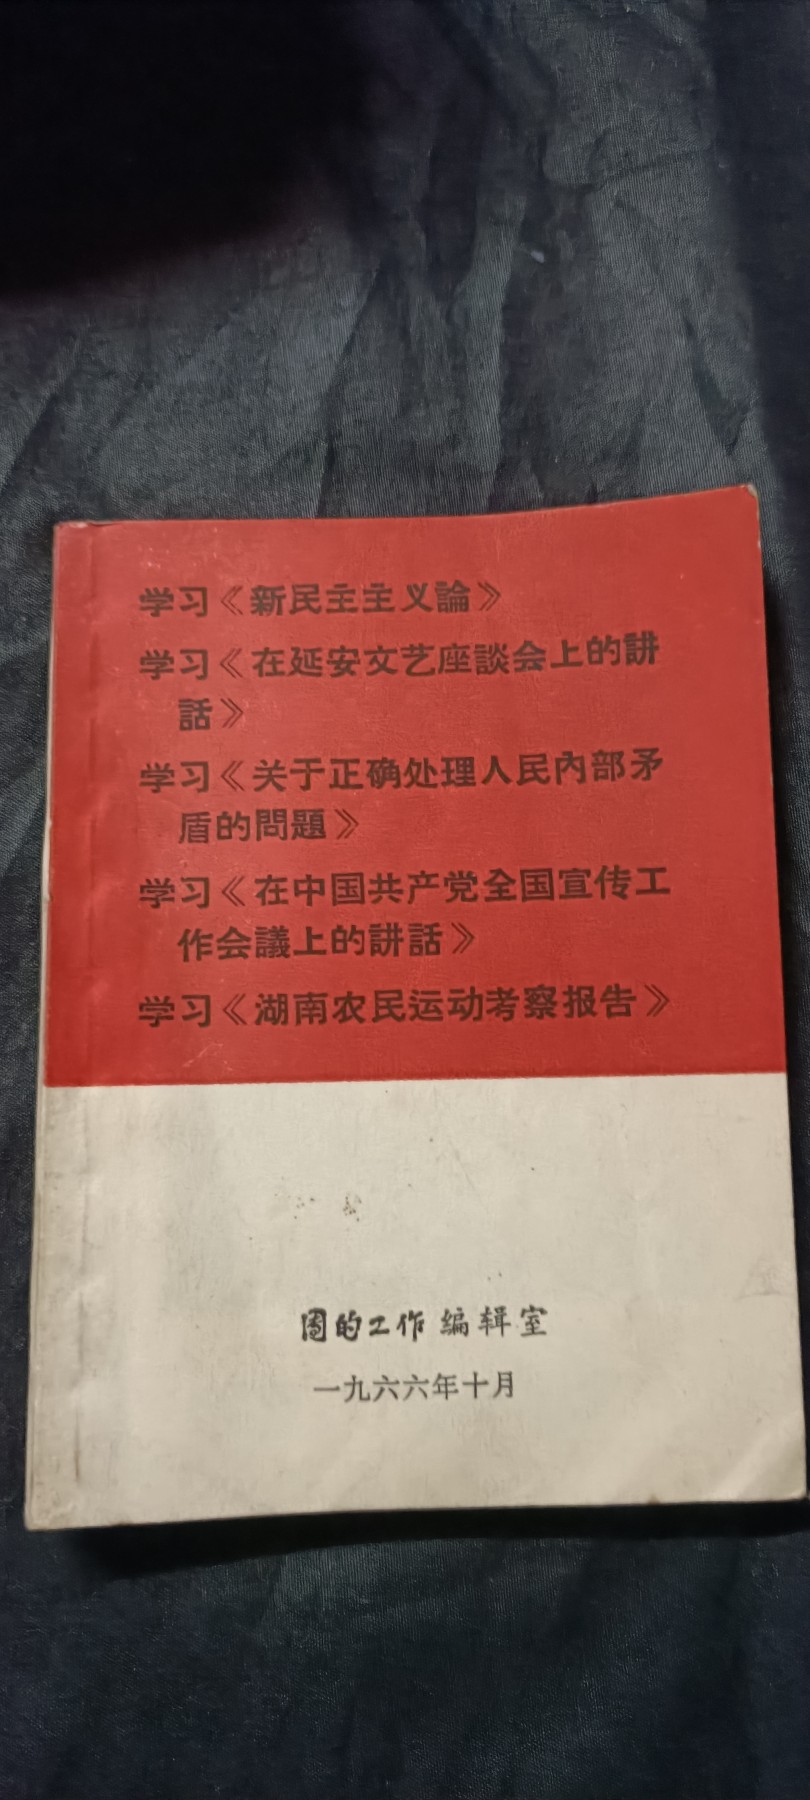 学习《新民主主义論》
学习《在延安文艺座談会上的講
話》
学习《关于正确处理人民內部矛
盾的問題》
学习《在中国共产党全国宣传工
作会議上的講話》
学习《湖南农民运动考察报告》
团的工作 編辑室
一九六六年十月